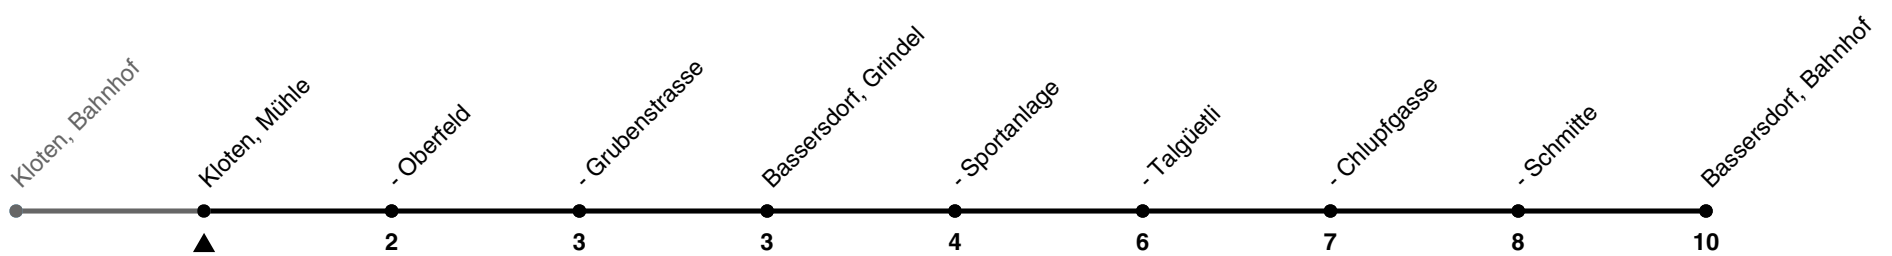 Kloten, Bahnhof
Kloten, Mühle
- Oberfeld
- Grubenstrasse
Bassersdorf, Grindel
- Sportanlage
- Talgüetli
- Chlupfgasse
- Schmitte
Bassersdorf, Bahnhof
2 3 3 4 6 7 8 10